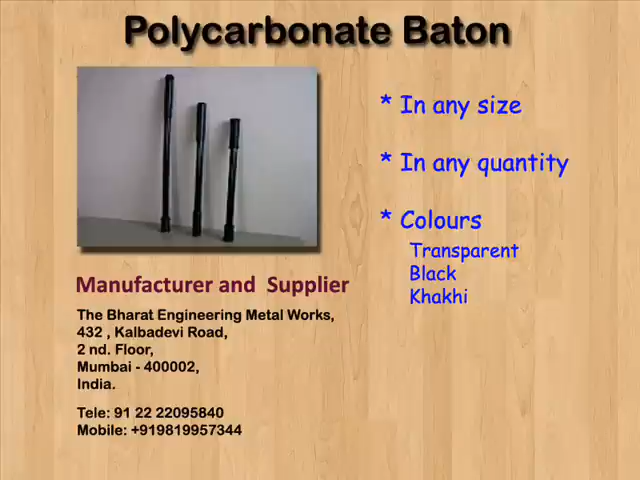 Polycarbonate Baton
* In any size
* In any quantity
* Colours
Transparent
Black
Khakhi
Manufacturer and Supplier
The Bharat Engineering Metal Works,
432 , Kalbadevi Road,
2 nd. Floor,
Mumbai - 400002,
India.
Tele: 91 22 22095840
Mobile: +919819957344